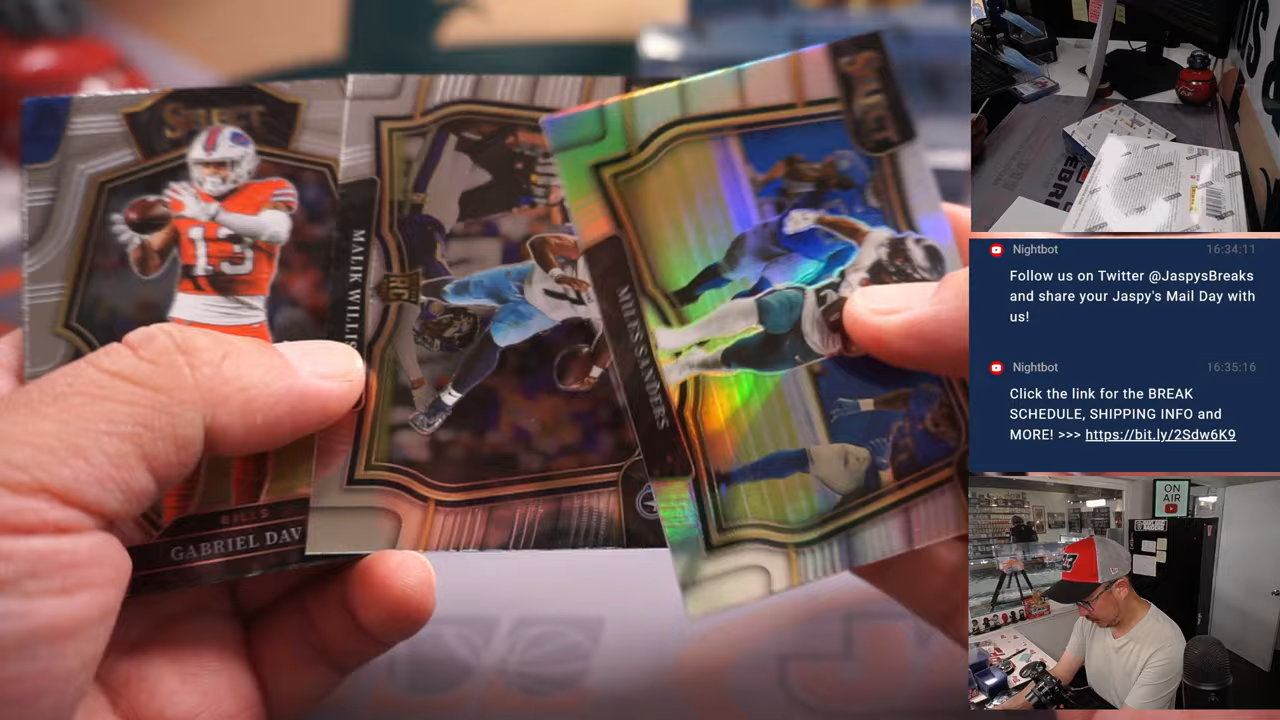 SELECT
13
BILLS
GABRIEL DAV
MALIK WILLIS
RC
7
MILES SANDERS
SELECT
Nightbot 16:34:11
Follow us on Twitter @JaspysBreaks
and share your Jaspy's Mail Day with
us!
Nightbot 16:35:16
Click the link for the BREAK
SCHEDULE, SHIPPING INFO and
MORE! >>> https://bit.ly/2Sdw6K9
ON
AIR